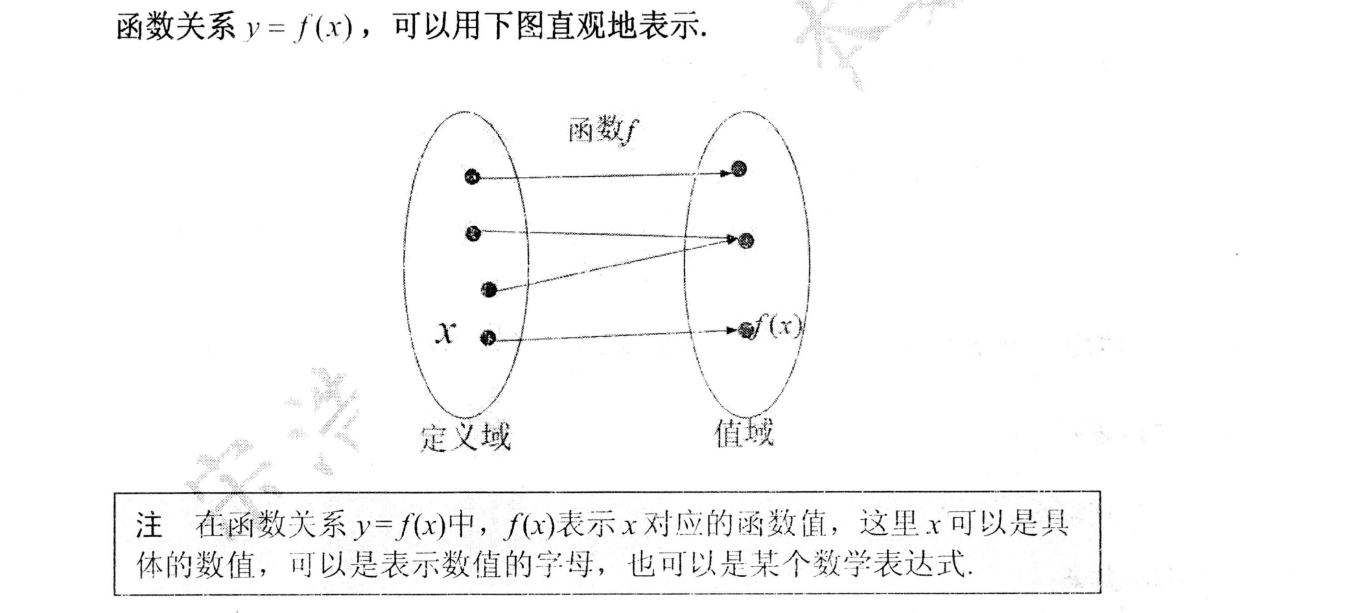 函数关系 y = f(x)，可以用下图直观地表示.
函数f
x
f(x)
定义域
值域
注 在函数关系 y = f(x)中，f(x)表示 x 对应的函数值，这里 x 可以是具
体的数值，可以是表示数值的字母，也可以是某个数学表达式.